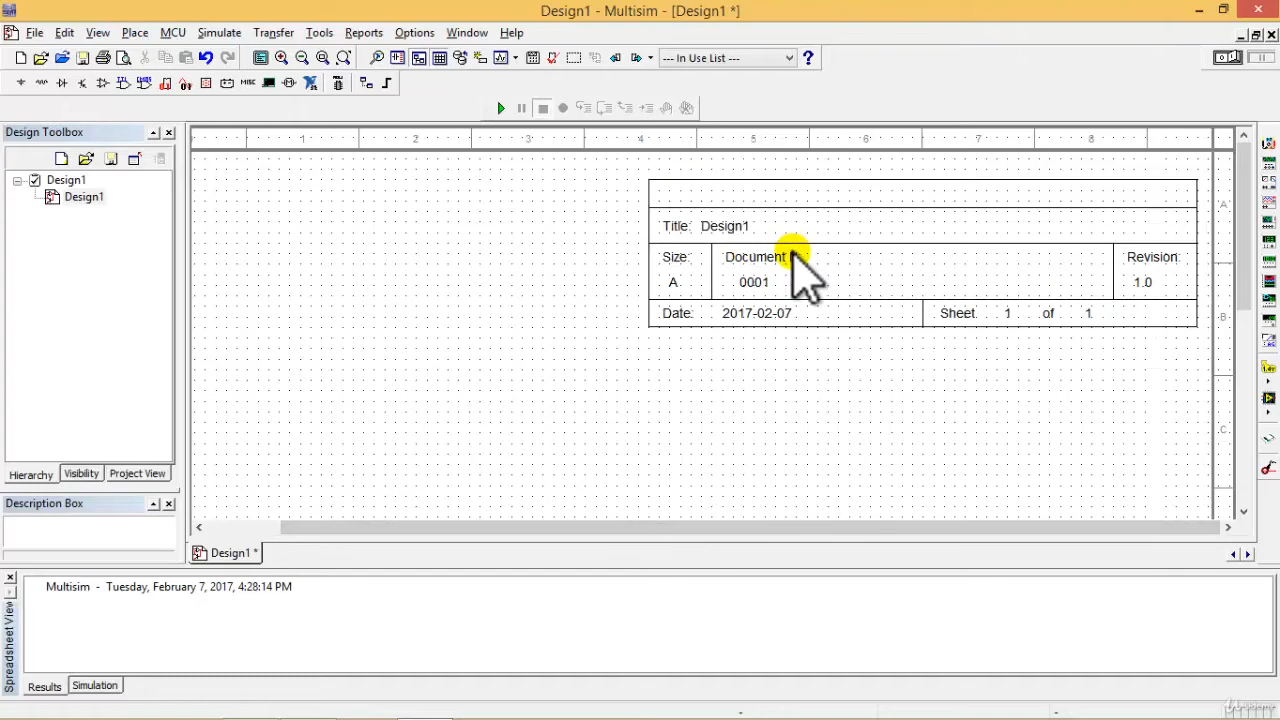 Design1 - Multisim - [Design1 *]
File Edit View Place MCU Simulate Transfer Tools Reports Options Window Help
--- In Use List ---
Design Toolbox
Design1
Design1
Hierarchy Visibility Project View
Description Box
1 2 3 4 5 6 7 8
A
B
C
Title: Design1
Size: Document Revision:
A 0001 1.0
Date: 2017-02-07 Sheet 1 of 1
Design1 *
Multisim - Tuesday, February 7, 2017, 4:28:14 PM
Spreadsheet View
Results Simulation